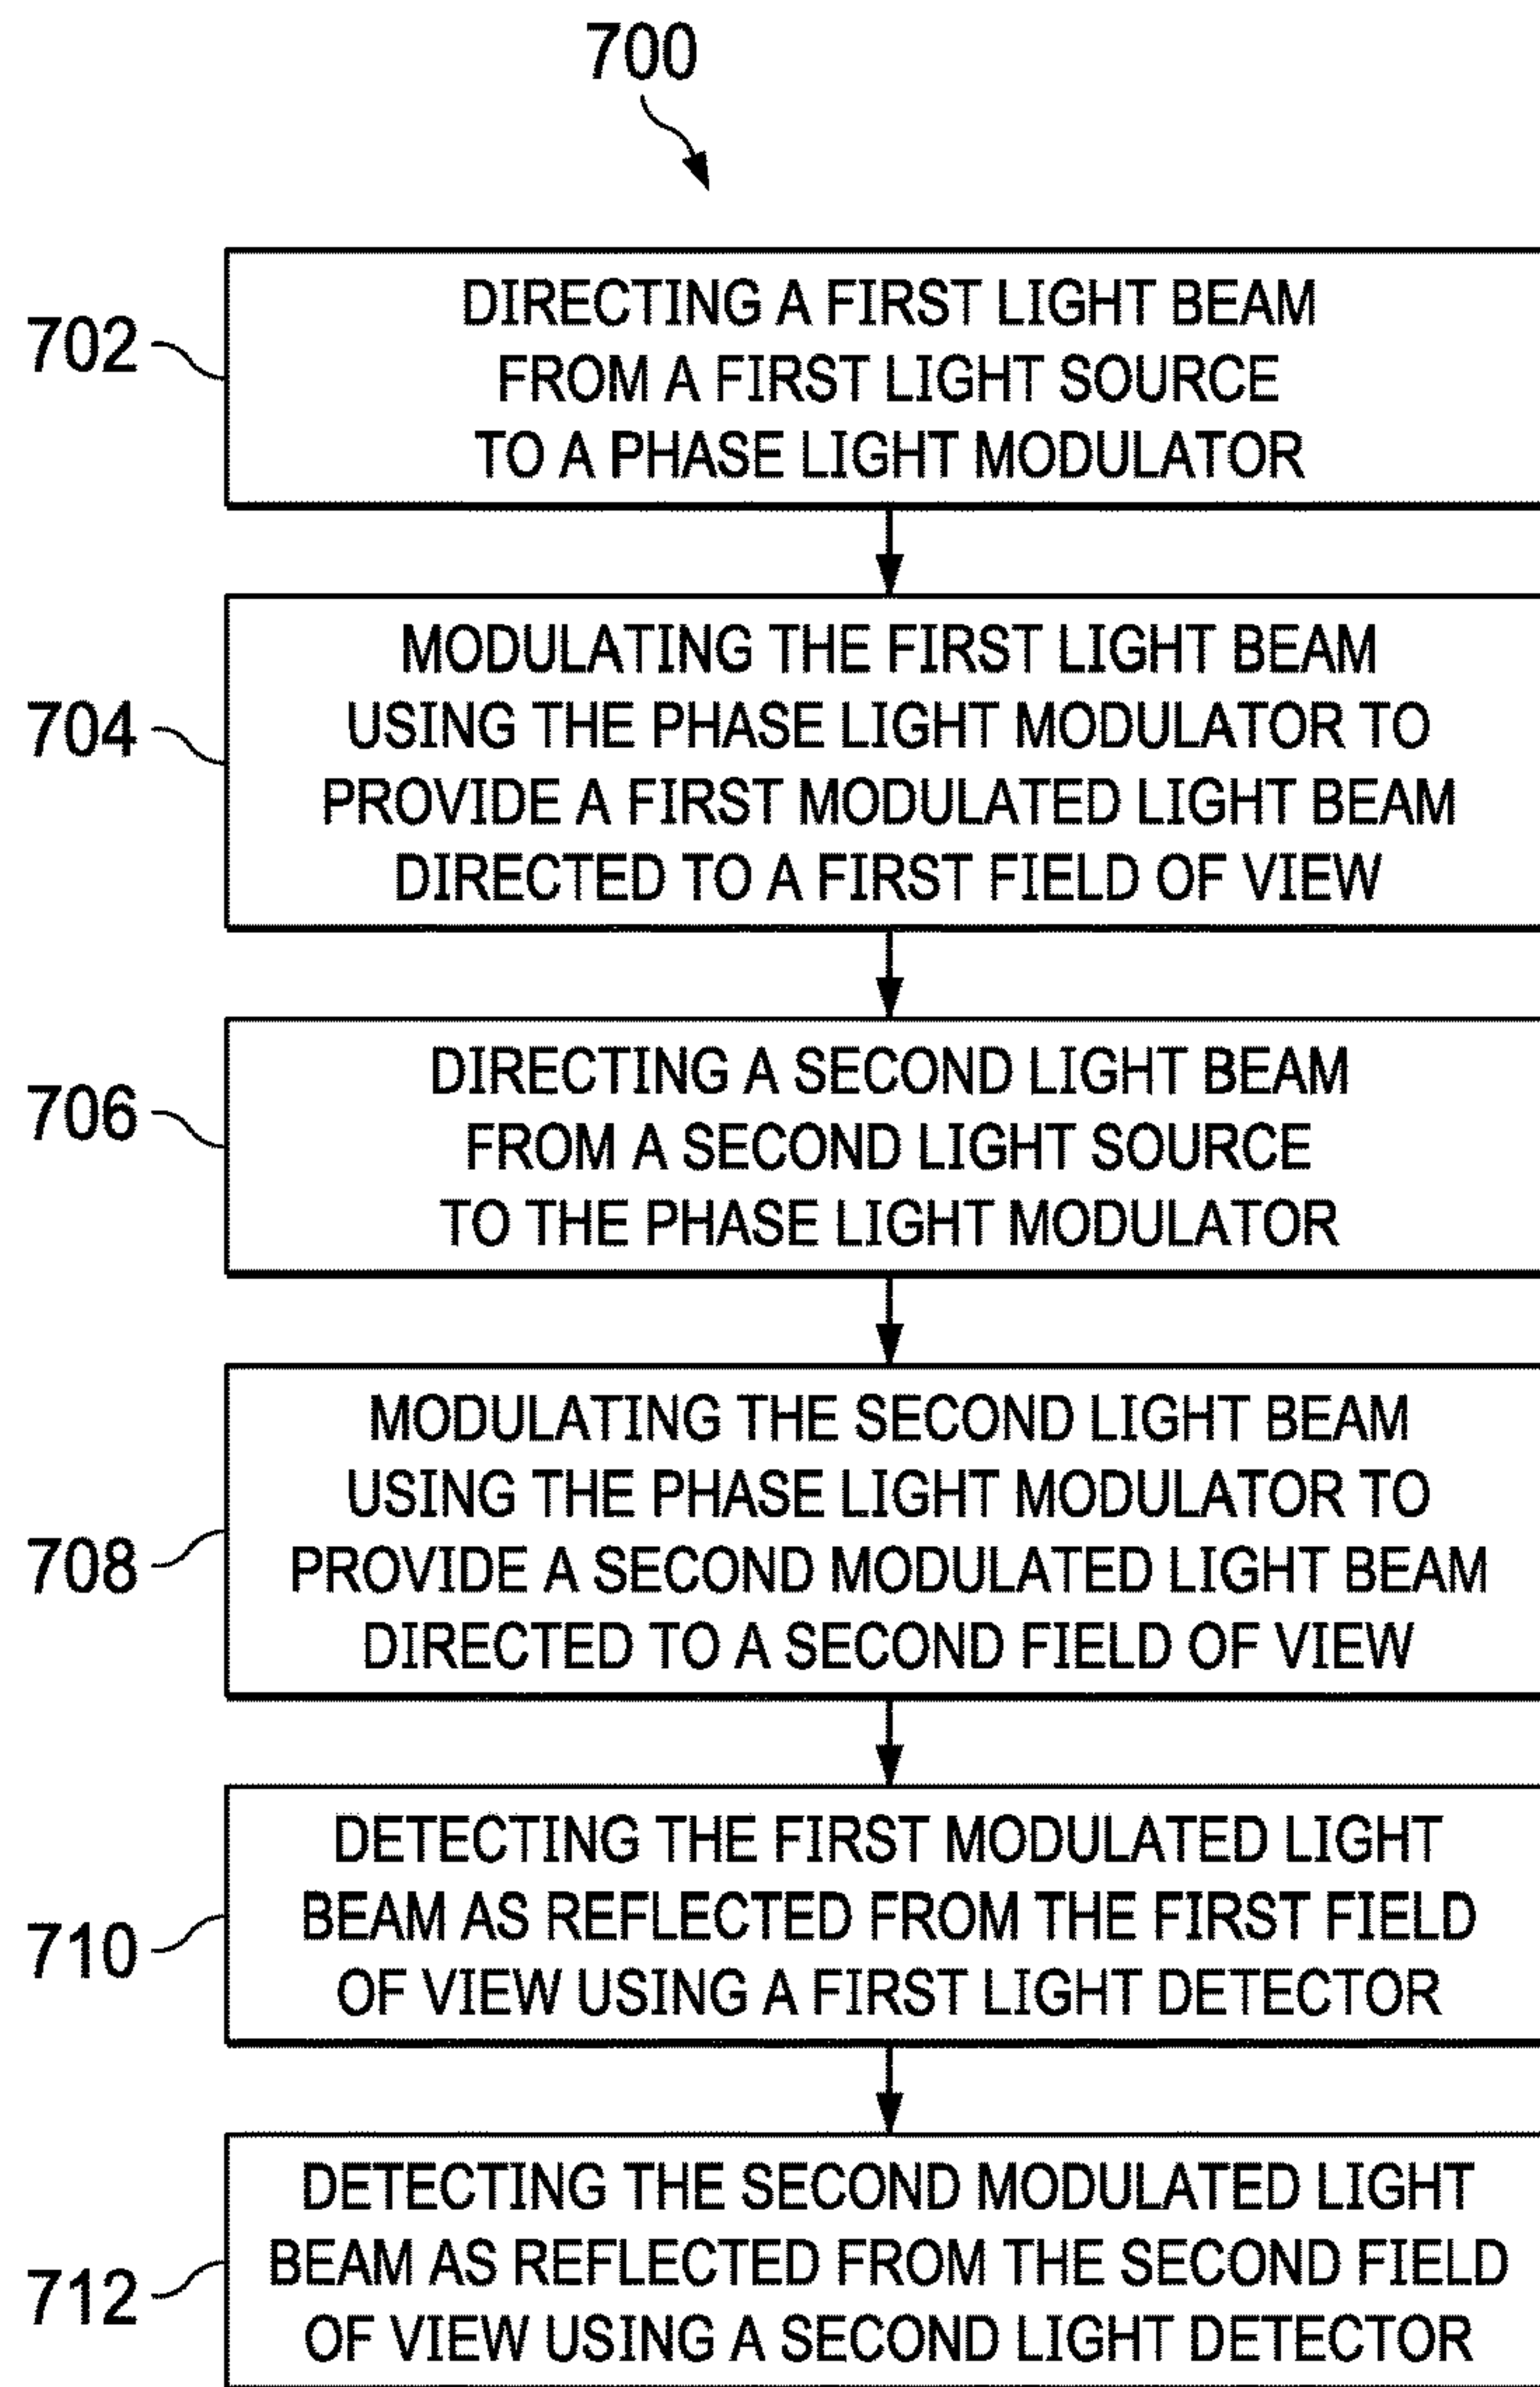 700
702
DIRECTING A FIRST LIGHT BEAM
FROM A FIRST LIGHT SOURCE
TO A PHASE LIGHT MODULATOR
704
MODULATING THE FIRST LIGHT BEAM
USING THE PHASE LIGHT MODULATOR TO
PROVIDE A FIRST MODULATED LIGHT BEAM
DIRECTED TO A FIRST FIELD OF VIEW
706
DIRECTING A SECOND LIGHT BEAM
FROM A SECOND LIGHT SOURCE
TO THE PHASE LIGHT MODULATOR
708
MODULATING THE SECOND LIGHT BEAM
USING THE PHASE LIGHT MODULATOR TO
PROVIDE A SECOND MODULATED LIGHT BEAM
DIRECTED TO A SECOND FIELD OF VIEW
710
DETECTING THE FIRST MODULATED LIGHT
BEAM AS REFLECTED FROM THE FIRST FIELD
OF VIEW USING A FIRST LIGHT DETECTOR
712
DETECTING THE SECOND MODULATED LIGHT
BEAM AS REFLECTED FROM THE SECOND FIELD
OF VIEW USING A SECOND LIGHT DETECTOR